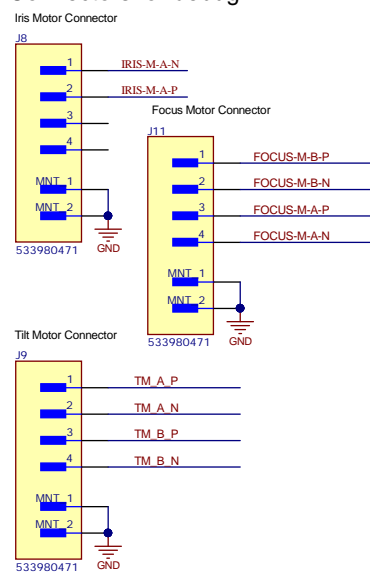 Iris Motor Connector
J8
1 IRIS-M-A-N
2 IRIS-M-A-P
3
4
MNT_1
MNT_2
GND
533980471
Focus Motor Connector
J11
1 FOCUS-M-B-P
2 FOCUS-M-B-N
3 FOCUS-M-A-P
4 FOCUS-M-A-N
MNT_1
MNT_2
GND
533980471
Tilt Motor Connector
J9
1 TM_A_P
2 TM_A_N
3 TM_B_P
4 TM_B_N
MNT_1
MNT_2
GND
533980471